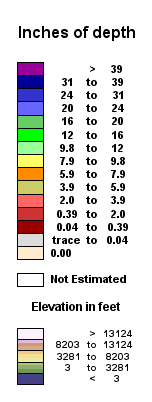 Inches of depth
> 39
31 to 39
24 to 31
20 to 24
16 to 20
12 to 16
9.8 to 12
7.9 to 9.8
5.9 to 7.9
3.9 to 5.9
2.0 to 3.9
0.39 to 2.0
0.04 to 0.39
trace to 0.04
0.00
Not Estimated
Elevation in feet
> 13124
8203 to 13124
3281 to 8203
3 to 3281
< 3